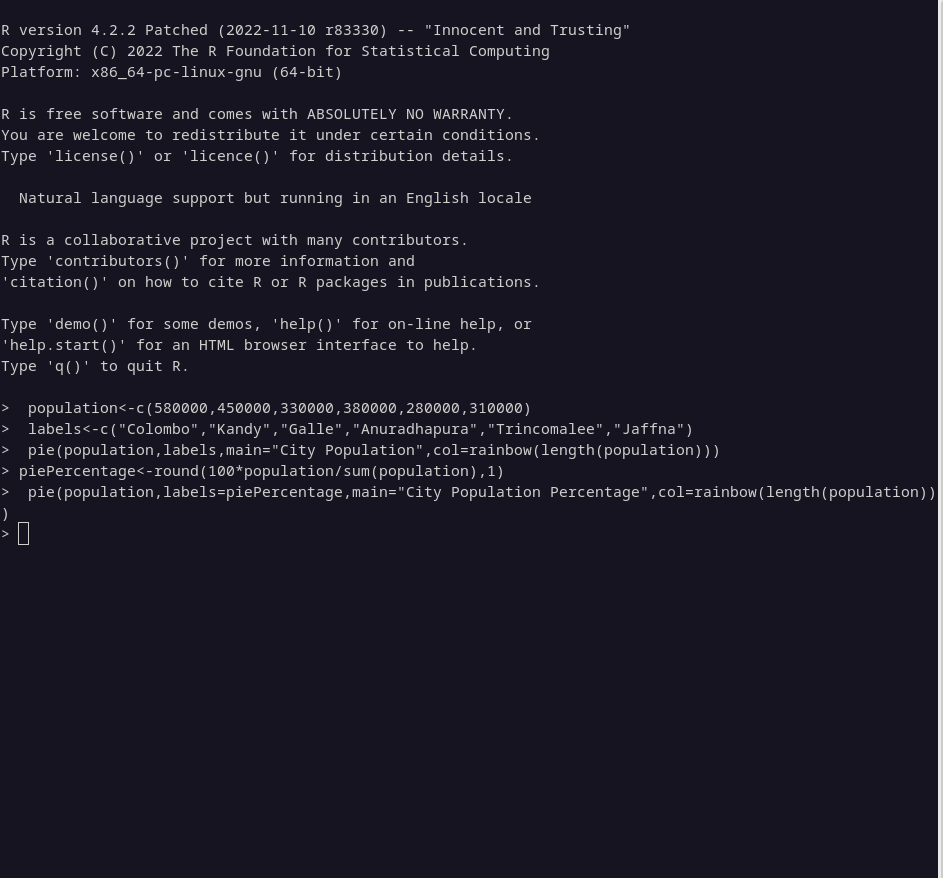 R version 4.2.2 Patched (2022-11-10 r83330) -- "Innocent and Trusting"
Copyright (C) 2022 The R Foundation for Statistical Computing
Platform: x86_64-pc-linux-gnu (64-bit)

R is free software and comes with ABSOLUTELY NO WARRANTY.
You are welcome to redistribute it under certain conditions.
Type 'license()' or 'licence()' for distribution details.

  Natural language support but running in an English locale

R is a collaborative project with many contributors.
Type 'contributors()' for more information and
'citation()' on how to cite R or R packages in publications.

Type 'demo()' for some demos, 'help()' for on-line help, or
'help.start()' for an HTML browser interface to help.
Type 'q()' to quit R.

>  population<-c(580000,450000,330000,380000,280000,310000)
>  labels<-c("Colombo","Kandy","Galle","Anuradhapura","Trincomalee","Jaffna")
>  pie(population,labels,main="City Population",col=rainbow(length(population)))
> piePercentage<-round(100*population/sum(population),1)
>  pie(population,labels=piePercentage,main="City Population Percentage",col=rainbow(length(population))
)
>